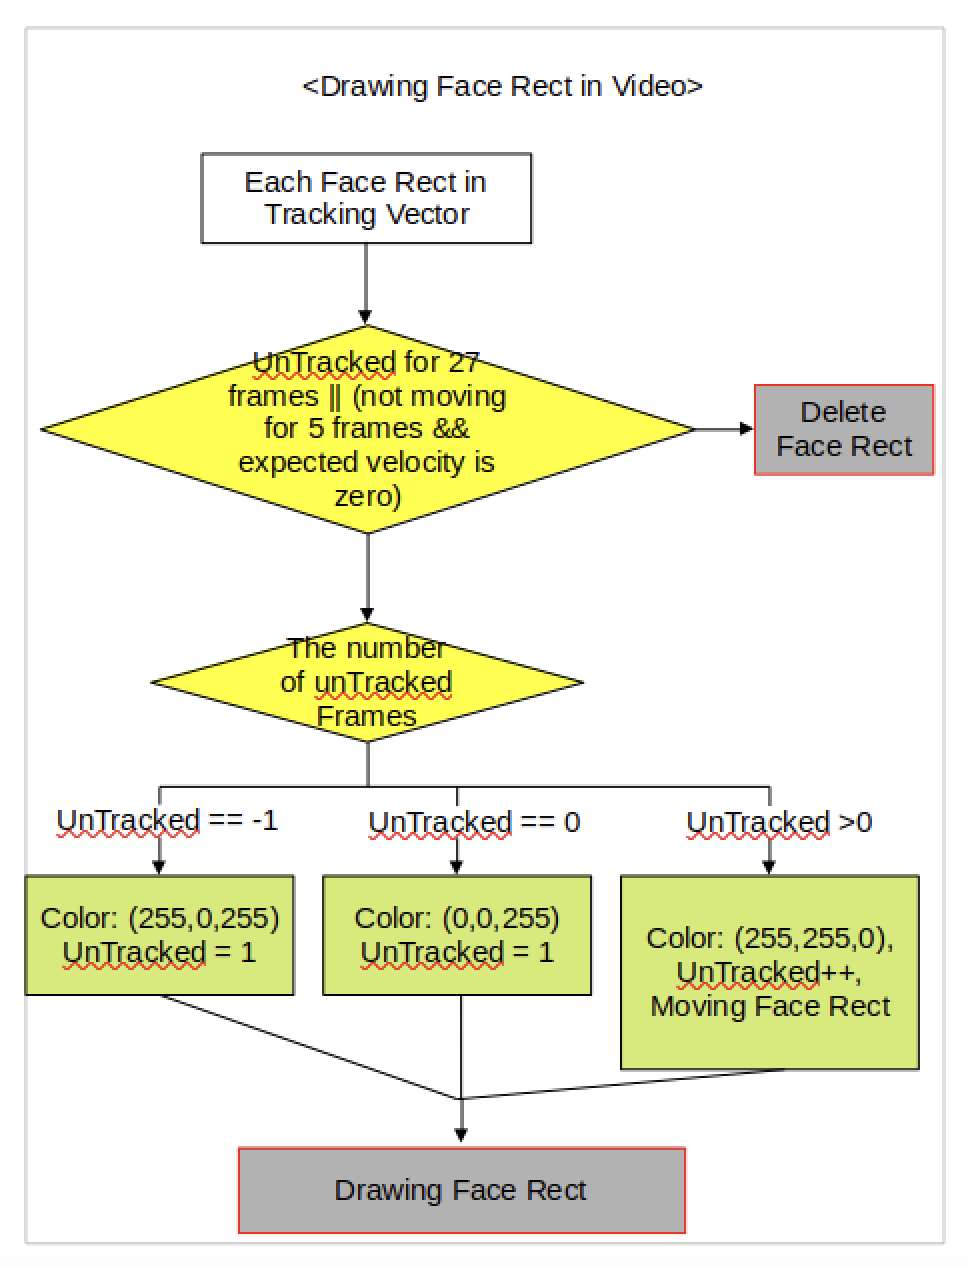 <Drawing Face Rect in Video>
Each Face Rect in
Tracking Vector
UnTracked for 27
frames || (not moving
for 5 frames &&
expected velocity is
zero)
Delete
Face Rect
The number
of unTracked
Frames
UnTracked == -1
UnTracked == 0
UnTracked >0
Color: (255,0,255)
UnTracked = 1
Color: (0,0,255)
UnTracked = 1
Color: (255,255,0),
UnTracked++,
Moving Face Rect
Drawing Face Rect